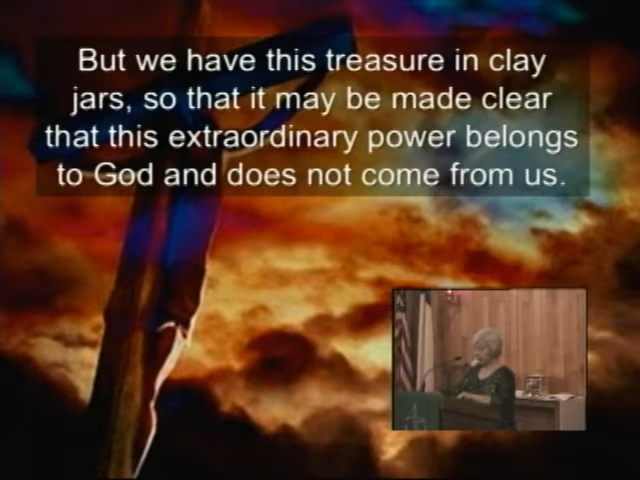 But we have this treasure in clay
jars, so that it may be made clear
that this extraordinary power belongs
to God and does not come from us.